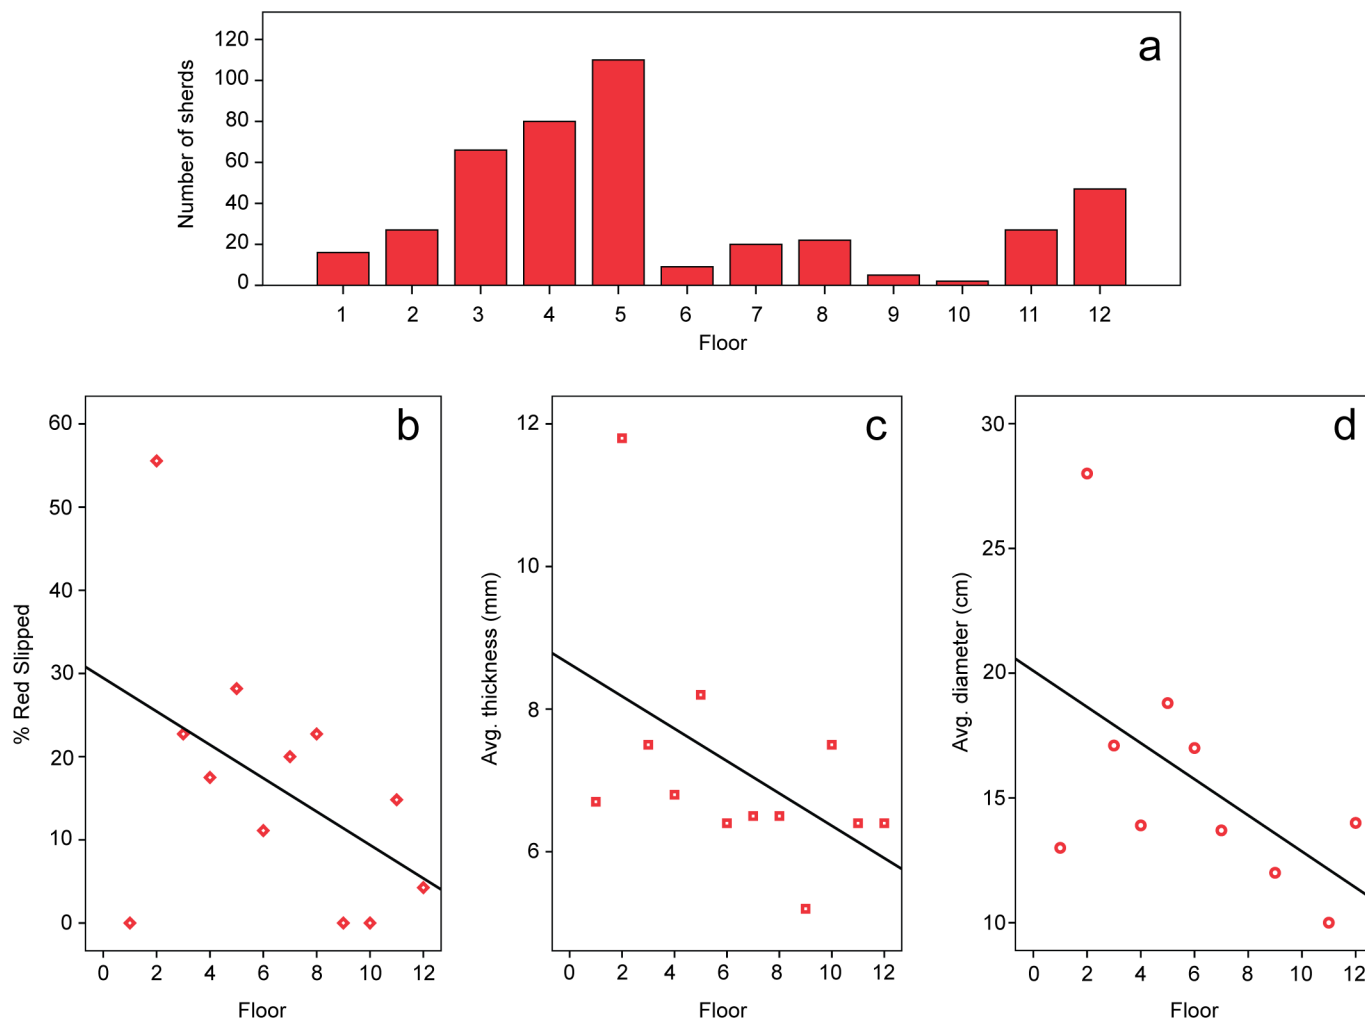 a
Number of sherds
120
100
80
60
40
20
0
1 2 3 4 5 6 7 8 9 10 11 12
Floor
b
% Red Slipped
60
50
40
30
20
10
0
0 2 4 6 8 10 12
Floor
c
Avg. thickness (mm)
12
10
8
6
0 2 4 6 8 10 12
Floor
d
Avg. diameter (cm)
30
25
20
15
10
0 2 4 6 8 10 12
Floor